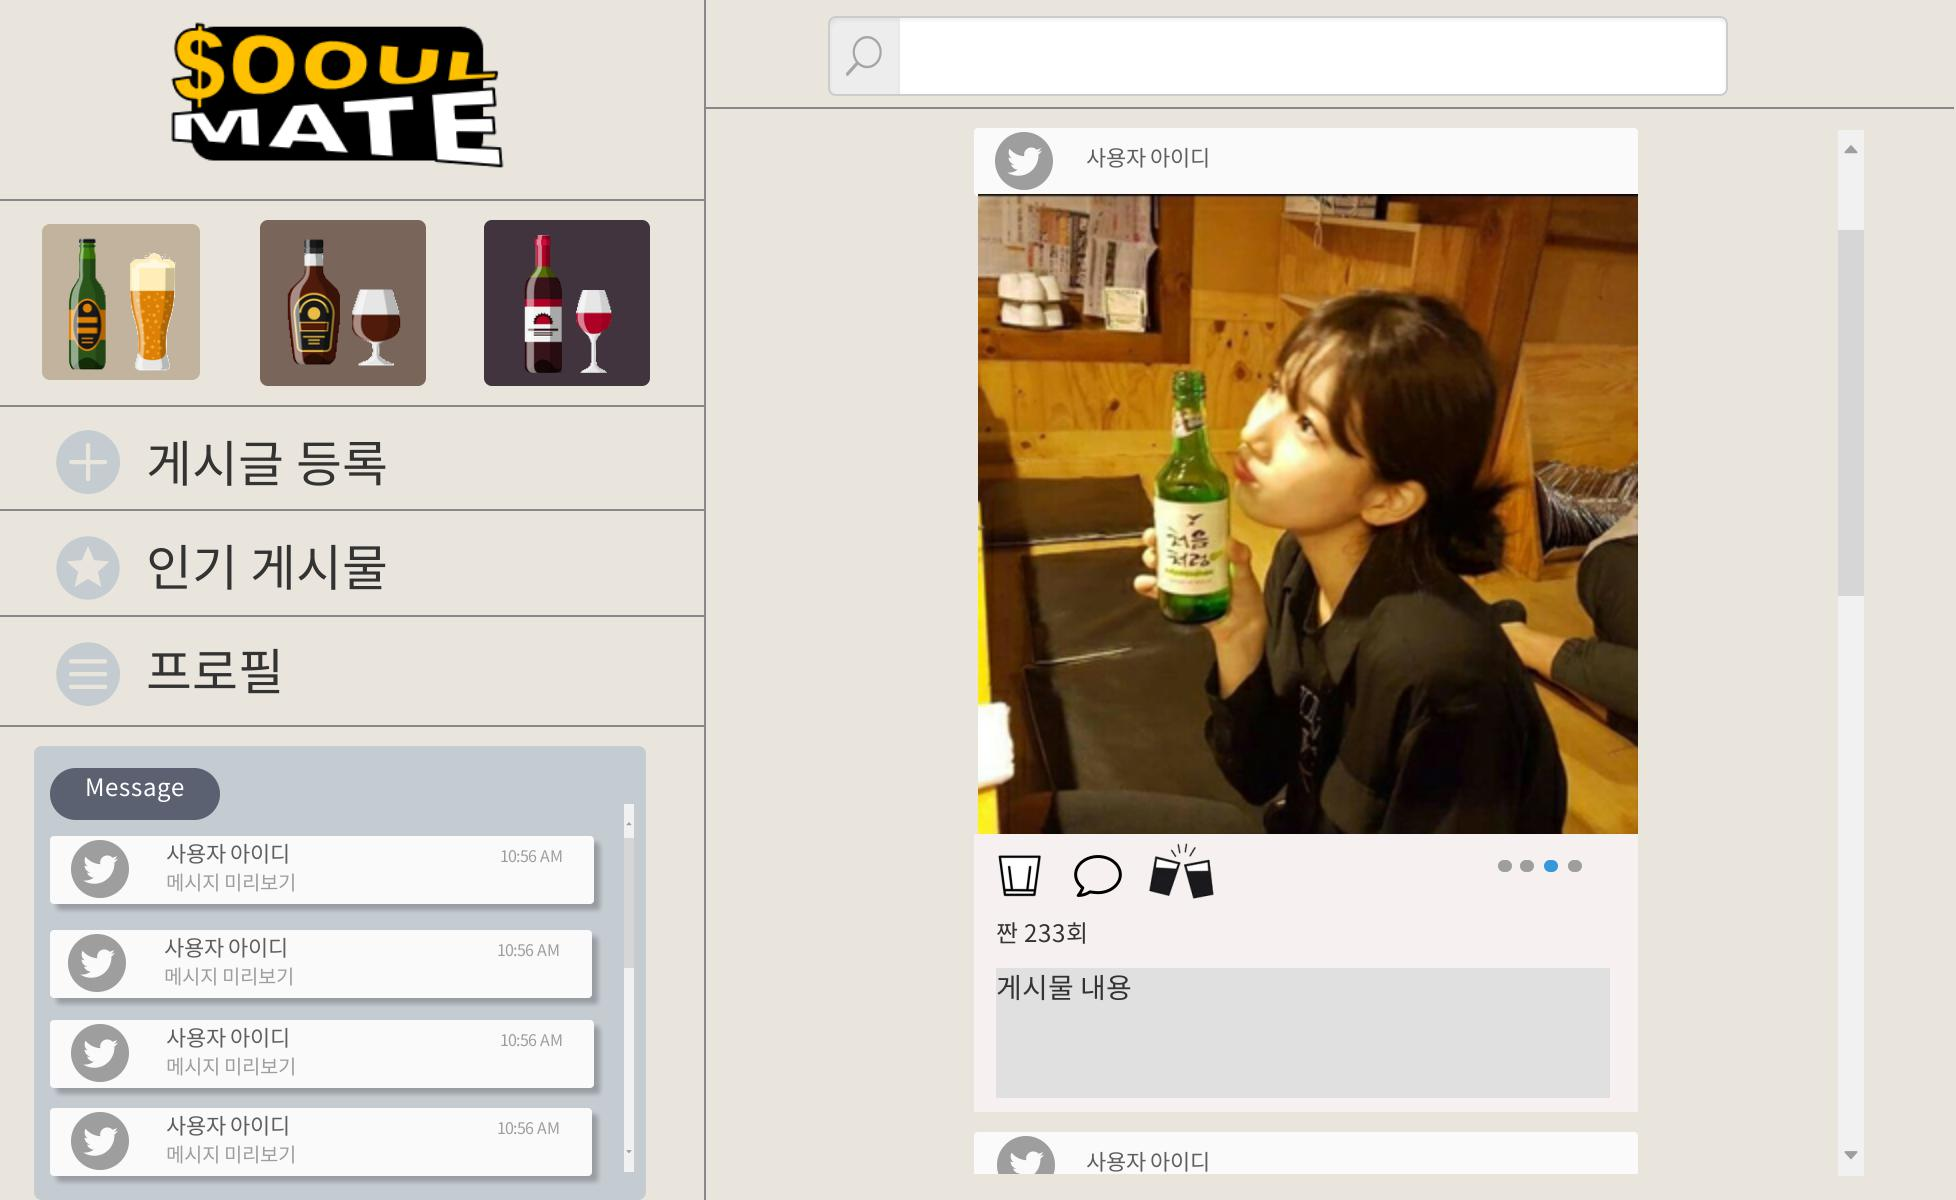 $OOUL
MATE
게시글 등록
인기 게시물
프로필
Message
사용자 아이디
10:56 AM
메시지 미리보기
사용자 아이디
10:56 AM
메시지 미리보기
사용자 아이디
10:56 AM
메시지 미리보기
사용자 아이디
10:56 AM
메시지 미리보기
사용자 아이디
처음
처럼
짠 233회
게시물 내용
사용자 아이디